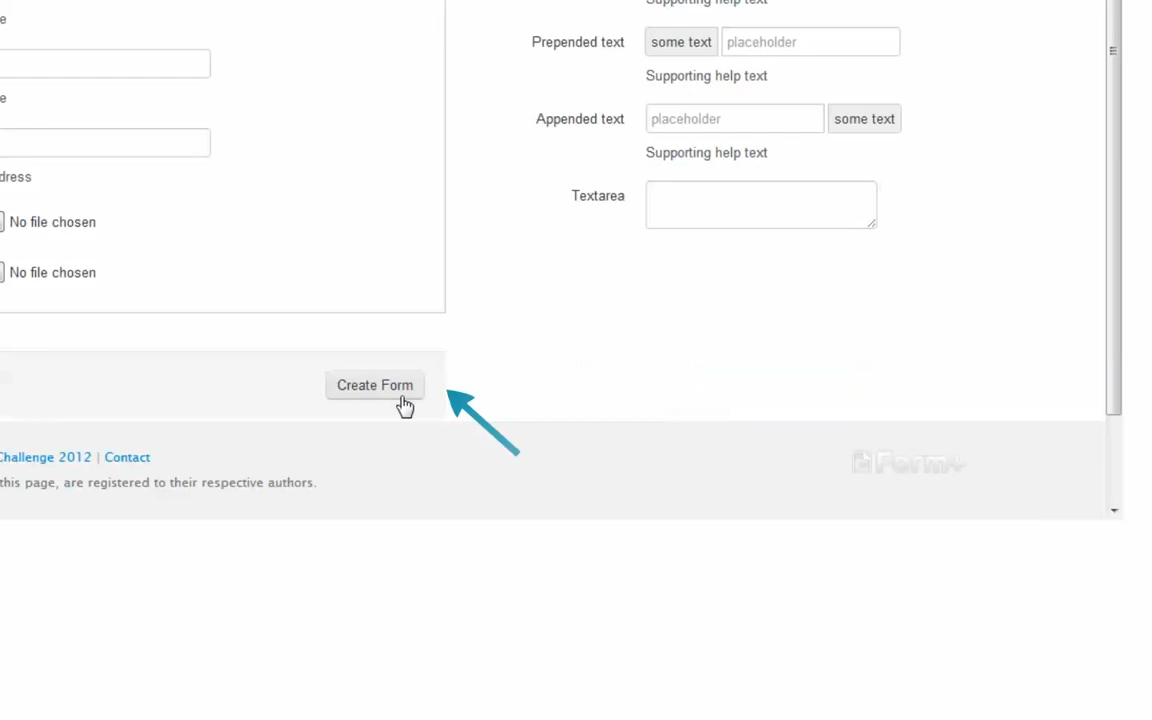 Supporting help text
e
Prepended text some text placeholder
Supporting help text
e
Appended text placeholder some text
Supporting help text
dress
Textarea
No file chosen
No file chosen
Create Form
Challenge 2012 | Contact
Form+
this page, are registered to their respective authors.